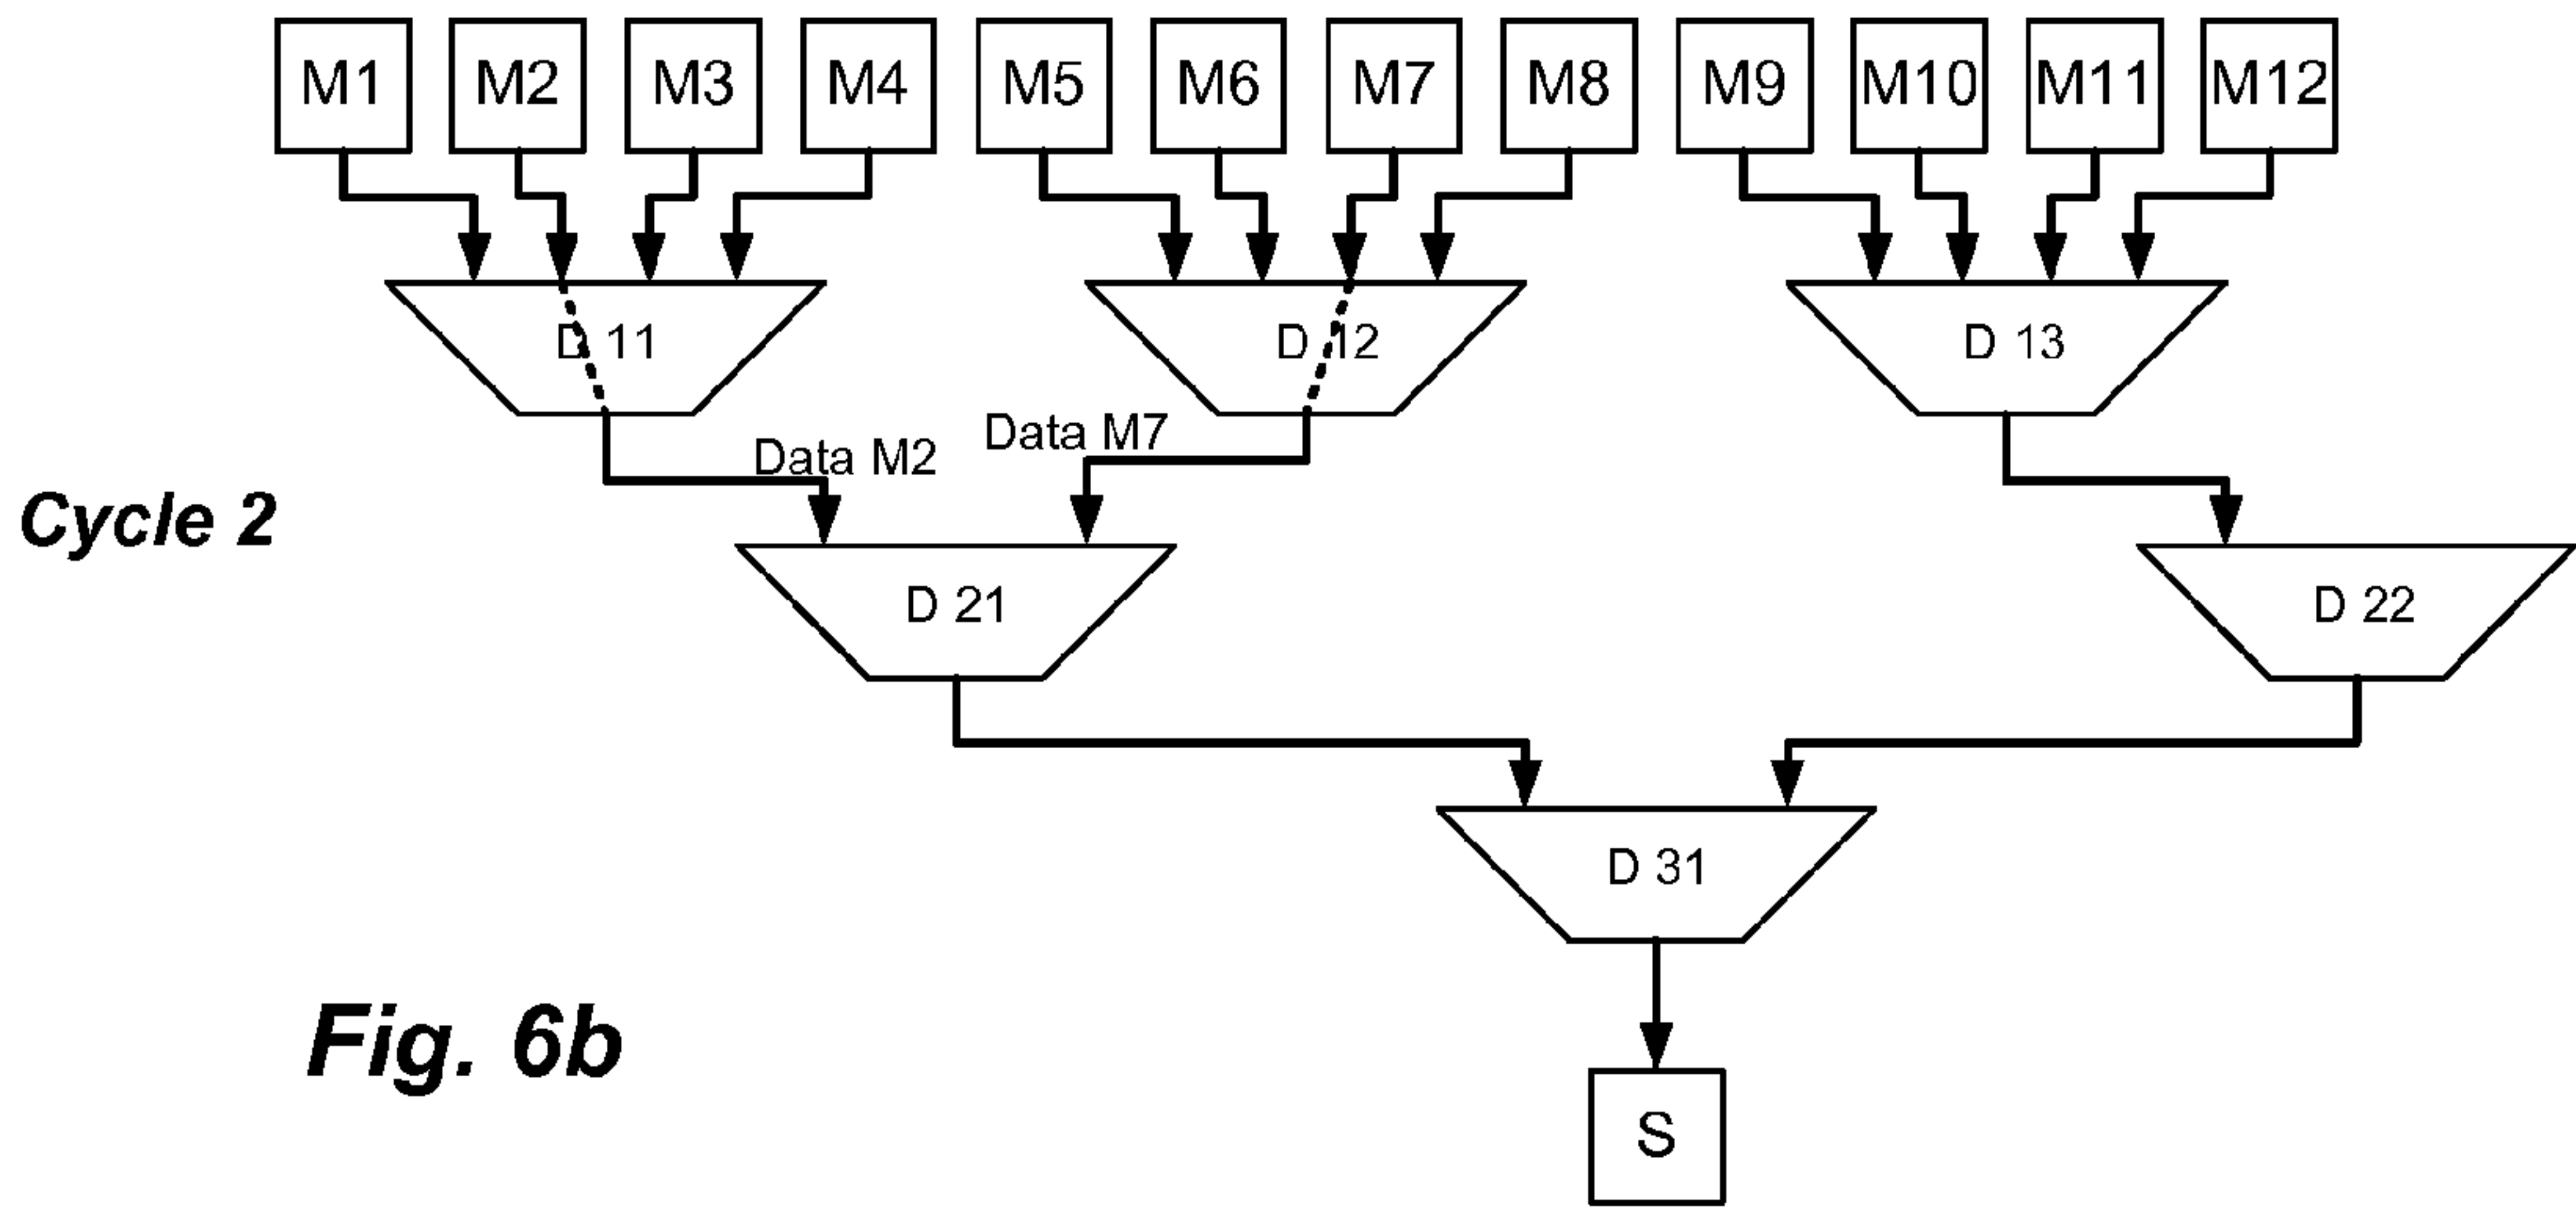 M1 M2 M3 M4 M5 M6 M7 M8 M9 M10 M11 M12
D 11 D 12 D 13
Data M2 Data M7
Cycle 2
D 21 D 22
D 31
Fig. 6b
S